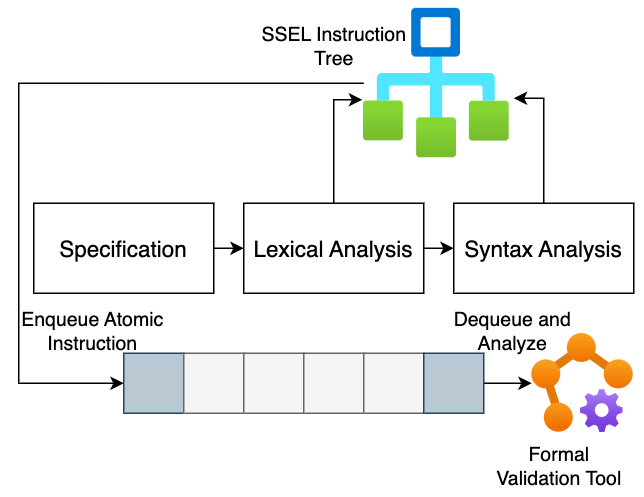 SSEL Instruction
Tree
Specification
Lexical Analysis
Syntax Analysis
Enqueue Atomic
Instruction
Dequeue and
Analyze
Formal
Validation Tool